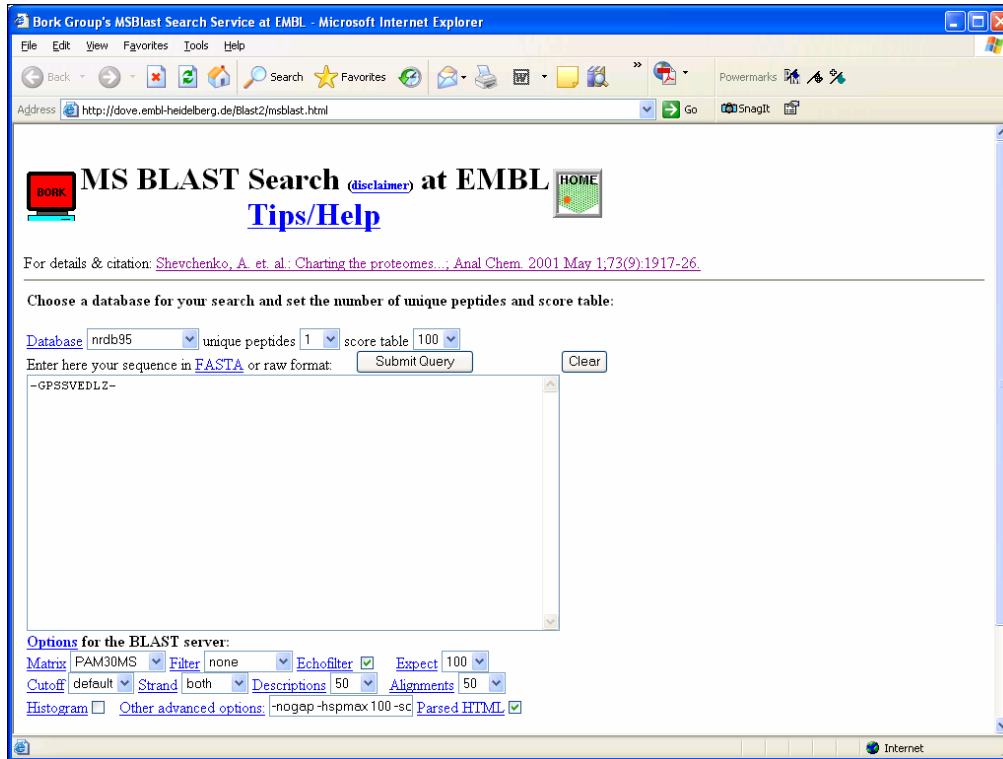 Bork Group's MSBlast Search Service at EMBL - Microsoft Internet Explorer
File Edit View Favorites Tools Help
Back Search Favorites » Powermarks
Address http://dove.embl-heidelberg.de/Blast2/msblast.html Go SnagIt
BORK MS BLAST Search (disclaimer) at EMBL HOME
Tips/Help
For details & citation: Shevchenko, A. et. al.: Charting the proteomes...; Anal Chem. 2001 May 1;73(9):1917-26.
Choose a database for your search and set the number of unique peptides and score table:
Database nrdb95 unique peptides 1 score table 100
Enter here your sequence in FASTA or raw format: Submit Query Clear
-GPSSVEDLZ-
Options for the BLAST server:
Matrix PAM30MS Filter none Echofilter Expect 100
Cutoff default Strand both Descriptions 50 Alignments 50
Histogram Other advanced options: -nogap -hspmax 100 -sc Parsed HTML
Internet